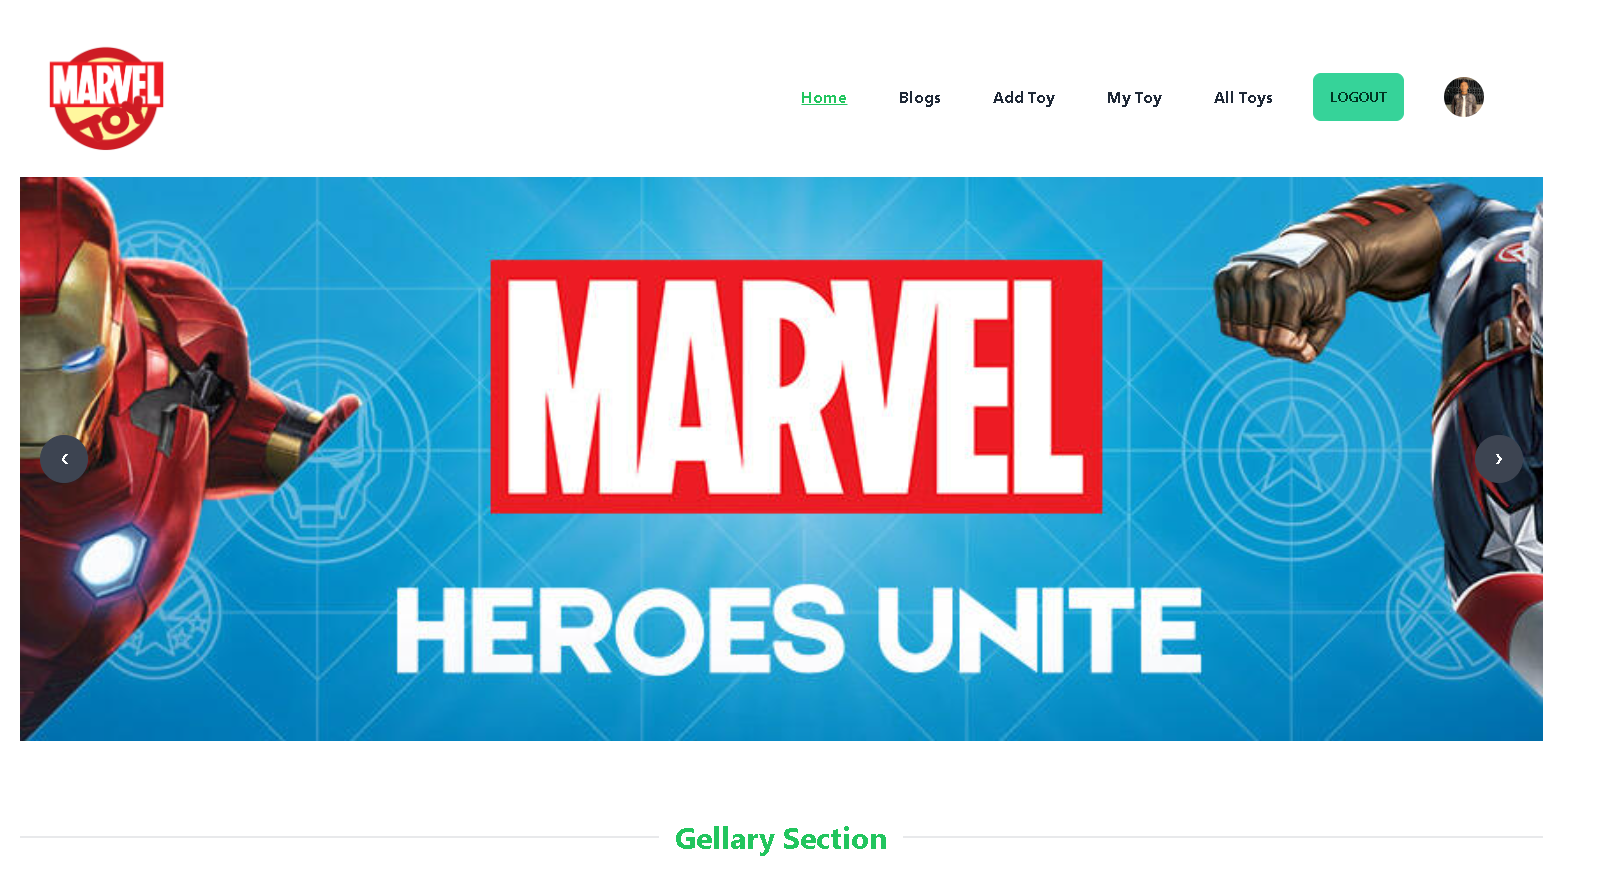 MARVEL
TOY
Home Blogs Add Toy My Toy All Toys LOGOUT
MARVEL
HEROES UNITE
Gellary Section